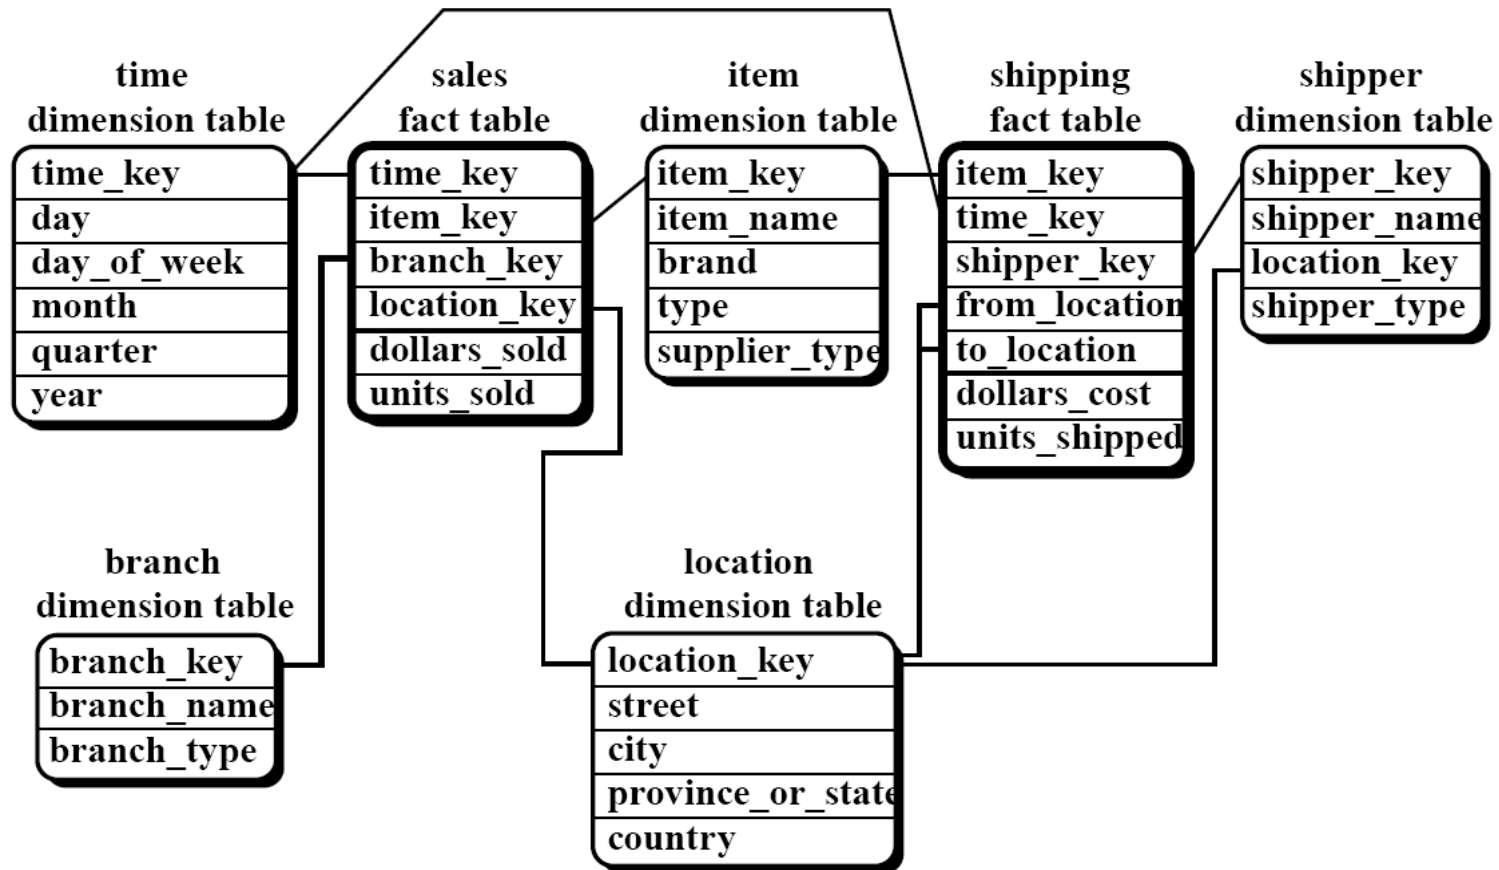 time
dimension table
time_key
day
day_of_week
month
quarter
year
sales
fact table
time_key
item_key
branch_key
location_key
dollars_sold
units_sold
item
dimension table
item_key
item_name
brand
type
supplier_type
shipping
fact table
item_key
time_key
shipper_key
from_location
to_location
dollars_cost
units_shipped
shipper
dimension table
shipper_key
shipper_name
location_key
shipper_type
branch
dimension table
branch_key
branch_name
branch_type
location
dimension table
location_key
street
city
province_or_state
country